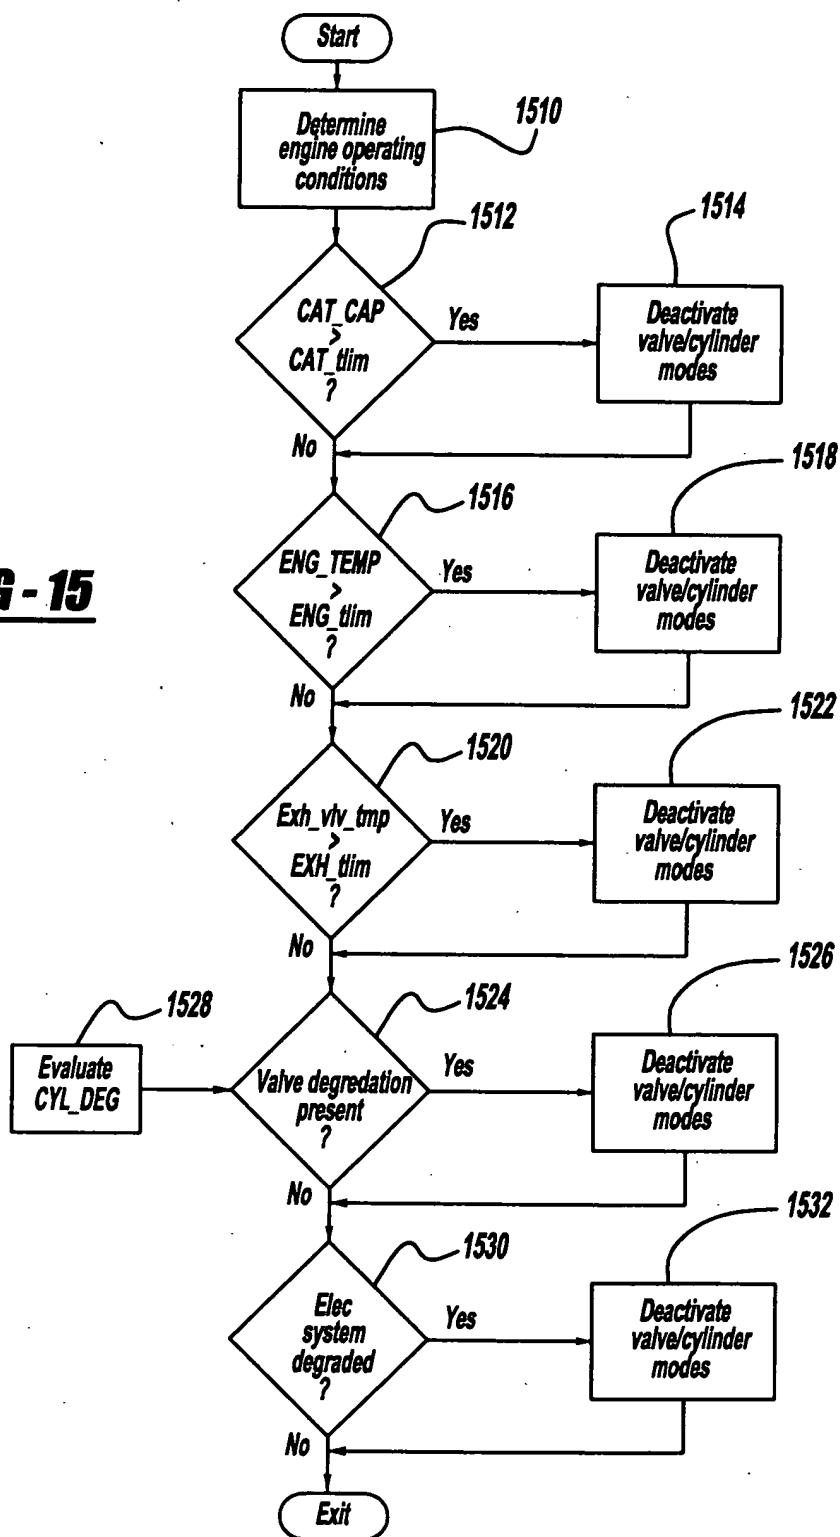 Start
Determine
engine operating
conditions
1510
1512
CAT_CAP
>
CAT_tlim
?
Yes
No
1514
Deactivate
valve/cylinder
modes
1516
ENG_TEMP
>
ENG_tlim
?
Yes
No
1518
Deactivate
valve/cylinder
modes
G - 15
1520
Exh_vlv_tmp
>
EXH_tlim
?
Yes
No
1522
Deactivate
valve/cylinder
modes
1528
Evaluate
CYL_DEG
1524
Valve degredation
present
?
Yes
No
1526
Deactivate
valve/cylinder
modes
1530
Elec
system
degraded
?
Yes
No
1532
Deactivate
valve/cylinder
modes
Exit